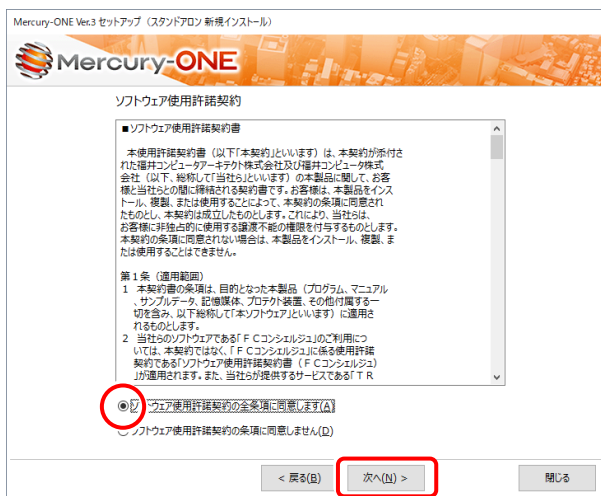 Mercury-ONE Ver.3 セットアップ（スタンドアロン 新規インストール）
Mercury-ONE
ソフトウェア使用許諾契約
■ソフトウェア使用許諾契約書
本使用許諾契約書（以下「本契約」といいます）は、本契約が添付さ
れた福井コンピュータアーキテクト株式会社及び福井コンピュータ株式
会社（以下、総称して「当社ら」といいます）の本製品に関して、お客
様と当社らとの間に締結される契約書です。お客様は、本製品をインス
トール、複製、または使用することによって、本契約の条項に同意され
たものとし、本契約は成立したものとします。これにより、当社らは、
お客様に非独占的に使用する譲渡不能の権限を付与するものとします。
本契約の条項に同意されない場合は、本製品をインストール、複製、ま
たは使用することはできません。
第１条（適用範囲）
１ 本契約書の条項は、目的となった本製品（プログラム、マニュアル
、サンプルデータ、記憶媒体、プロテクト装置、その他付属する一
切を含み、以下総称して「本ソフトウェア」といいます）に適用さ
れるものとします。
２ 当社らのソフトウェアである「ＦＣコンシェルジュ」のご利用につ
いては、本契約ではなく、「ＦＣコンシェルジュ」に係る使用許諾
契約である「ソフトウェア使用許諾契約書（ＦＣコンシェルジュ）
」が適用されます。また、当社らが提供するサービスである「ＴＲ
ソフトウェア使用許諾契約の全条項に同意します(A)
ソフトウェア使用許諾契約の条項に同意しません(D)
< 戻る(B)
次へ(N) >
閉じる